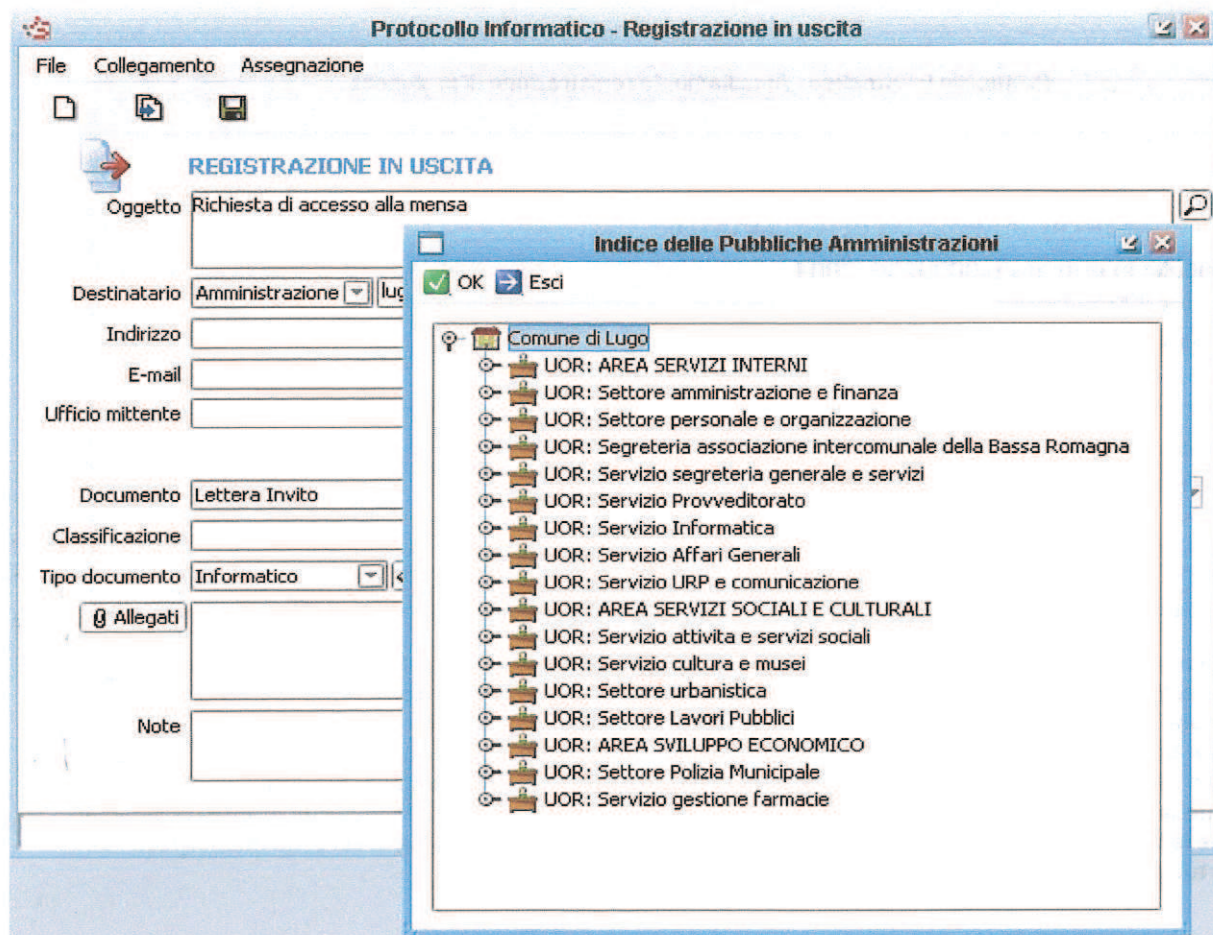 Protocollo Informatico - Registrazione in uscita
File Collegamento Assegnazione
REGISTRAZIONE IN USCITA
Oggetto Richiesta di accesso alla mensa
Destinatario Amministrazione lug
Indirizzo
E-mail
Ufficio mittente
Documento Lettera Invito
Classificazione
Tipo documento Informatico
Allegati
Note
Indice delle Pubbliche Amministrazioni
OK Esci
Comune di Lugo
UOR: AREA SERVIZI INTERNI
UOR: Settore amministrazione e finanza
UOR: Settore personale e organizzazione
UOR: Segreteria associazione intercomunale della Bassa Romagna
UOR: Servizio segreteria generale e servizi
UOR: Servizio Provveditorato
UOR: Servizio Informatica
UOR: Servizio Affari Generali
UOR: Servizio URP e comunicazione
UOR: AREA SERVIZI SOCIALI E CULTURALI
UOR: Servizio attivita e servizi sociali
UOR: Servizio cultura e musei
UOR: Settore urbanistica
UOR: Settore Lavori Pubblici
UOR: AREA SVILUPPO ECONOMICO
UOR: Settore Polizia Municipale
UOR: Servizio gestione farmacie